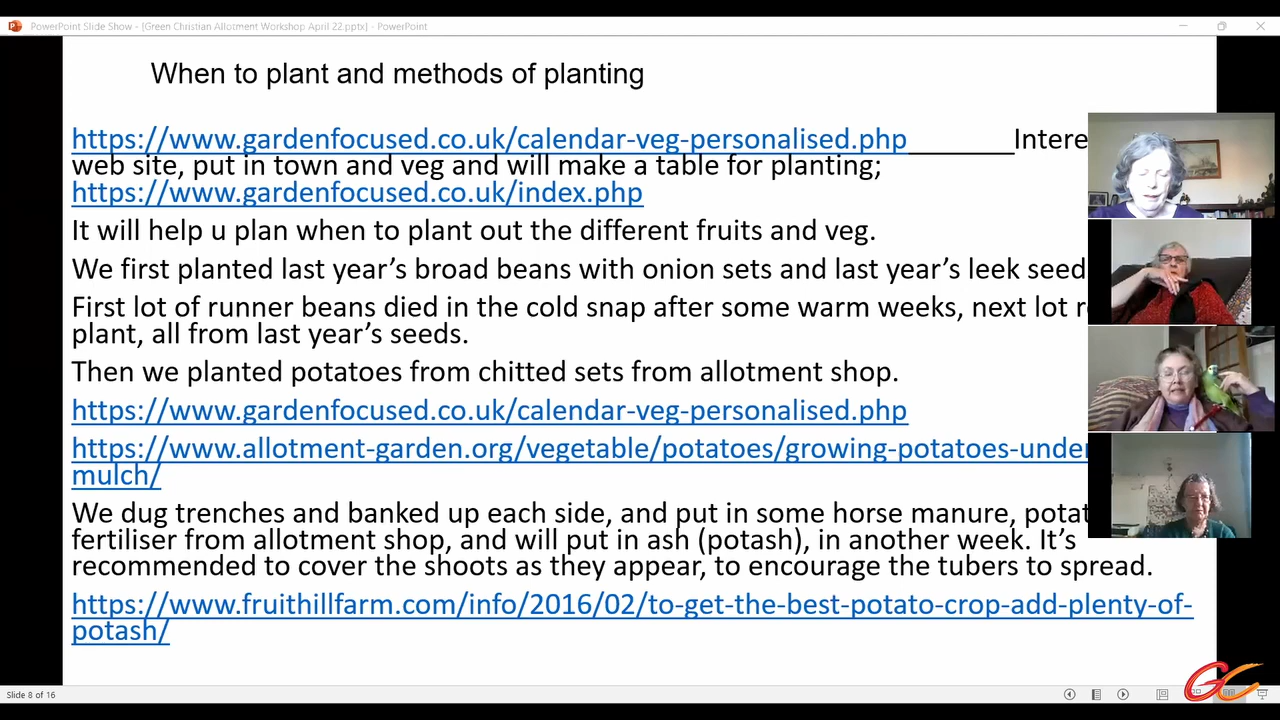 PowerPoint Slide Show - [Green Christian Allotment Workshop April 22.pptx] - PowerPoint
When to plant and methods of planting
https://www.gardenfocused.co.uk/calendar-veg-personalised.php_______Intere
web site, put in town and veg and will make a table for planting;
https://www.gardenfocused.co.uk/index.php
It will help u plan when to plant out the different fruits and veg.
We first planted last year’s broad beans with onion sets and last year’s leek seed
First lot of runner beans died in the cold snap after some warm weeks, next lot
plant, all from last year’s seeds.
Then we planted potatoes from chitted sets from allotment shop.
https://www.gardenfocused.co.uk/calendar-veg-personalised.php
https://www.allotment-garden.org/vegetable/potatoes/growing-potatoes-under
mulch/
We dug trenches and banked up each side, and put in some horse manure, potat
fertiliser from allotment shop, and will put in ash (potash), in another week. It’s
recommended to cover the shoots as they appear, to encourage the tubers to spread.
https://www.fruithillfarm.com/info/2016/02/to-get-the-best-potato-crop-add-plenty-of-
potash/
Slide 8 of 16
GC